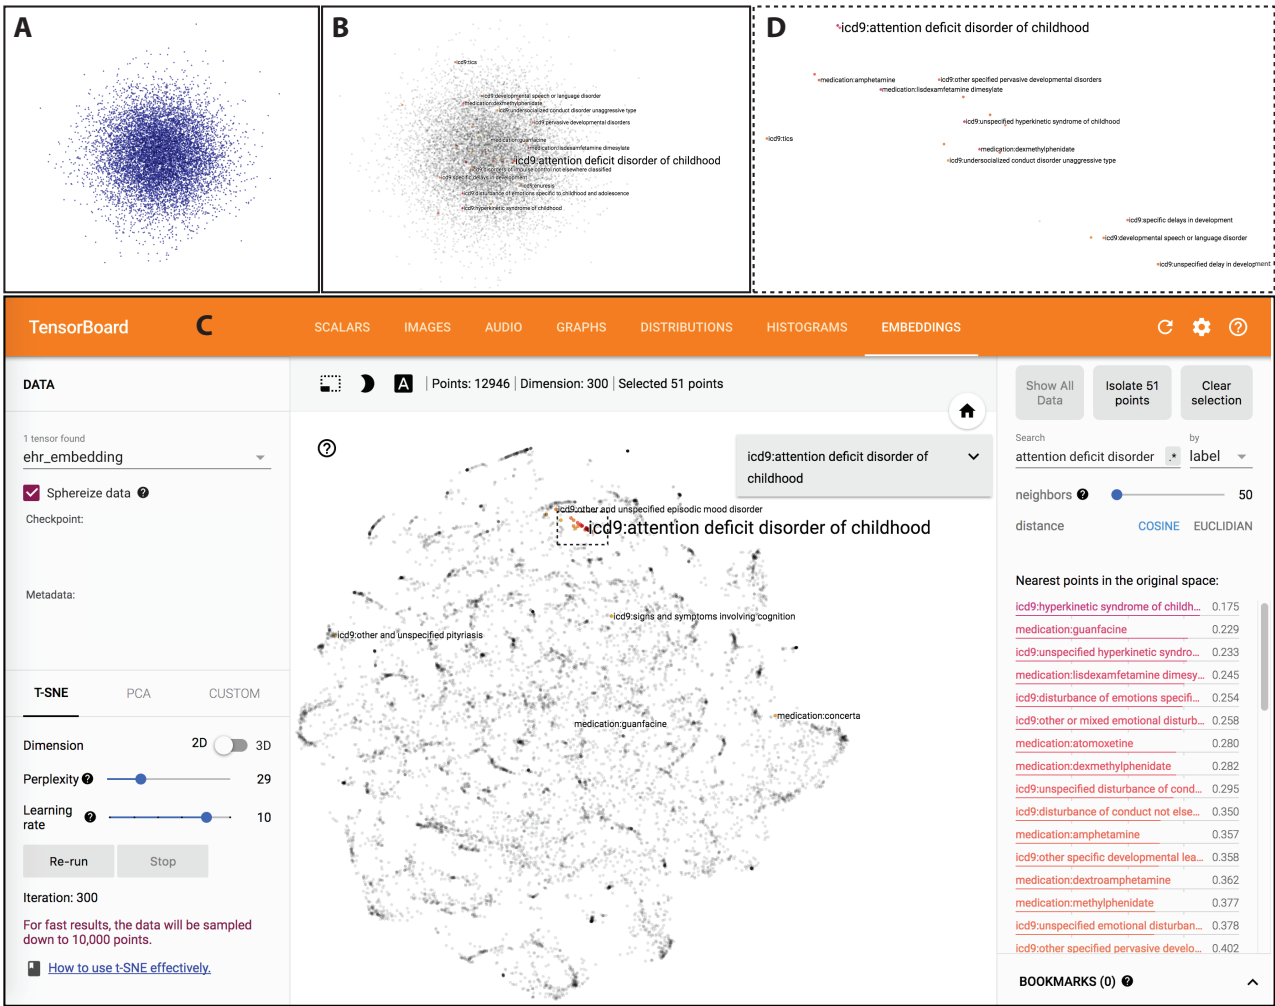 A
B
icd9:tics
icd9:developmental speech or language disorder
medication:dexmethylphenidate
icd9:undersocialized conduct disorder unaggressive type
icd9:pervasive developmental disorders
medication:guanfacine
medication:lisdexamfetamine dimesylate
icd9:attention deficit disorder of childhood
icd9:disorders of impulse control not elsewhere classified
icd9:specific delays in development
icd9:enuresis
icd9:disturbance of emotions specific to childhood and adolescence
icd9:hyperkinetic syndrome of childhood
D
icd9:attention deficit disorder of childhood
medication:amphetamine
icd9:other specified pervasive developmental disorders
medication:lisdexamfetamine dimesylate
icd9:unspecified hyperkinetic syndrome of childhood
icd9:tics
medication:dexmethylphenidate
icd9:undersocialized conduct disorder unaggressive type
icd9:specific delays in development
icd9:developmental speech or language disorder
icd9:unspecified delay in development
TensorBoard
C
SCALARS
IMAGES
AUDIO
GRAPHS
DISTRIBUTIONS
HISTOGRAMS
EMBEDDINGS
DATA
1 tensor found
ehr_embedding
Sphereize data
Checkpoint:
Metadata:
T-SNE
PCA
CUSTOM
Dimension 2D 3D
Perplexity 29
Learning rate 10
Re-run
Stop
Iteration: 300
For fast results, the data will be sampled
down to 10,000 points.
How to use t-SNE effectively.
A
Points: 12946 | Dimension: 300 | Selected 51 points
icd9:attention deficit disorder of
childhood
icd9:other and unspecified episodic mood disorder
icd9:attention deficit disorder of childhood
icd9:signs and symptoms involving cognition
icd9:other and unspecified pityriasis
medication:guanfacine
medication:concerta
Show All
Data
Isolate 51
points
Clear
selection
Search
attention deficit disorder .*
by
label
neighbors 50
distance COSINE EUCLIDIAN
Nearest points in the original space:
icd9:hyperkinetic syndrome of childh... 0.175
medication:guanfacine 0.229
icd9:unspecified hyperkinetic syndro... 0.233
medication:lisdexamfetamine dimesy... 0.245
icd9:disturbance of emotions specifi... 0.254
icd9:other or mixed emotional disturb... 0.258
medication:atomoxetine 0.280
medication:dexmethylphenidate 0.282
icd9:unspecified disturbance of cond... 0.295
icd9:disturbance of conduct not else... 0.350
medication:amphetamine 0.357
icd9:other specific developmental lea... 0.358
medication:dextroamphetamine 0.362
medication:methylphenidate 0.377
icd9:unspecified emotional disturban... 0.378
icd9:other specified pervasive develo... 0.402
BOOKMARKS (0)